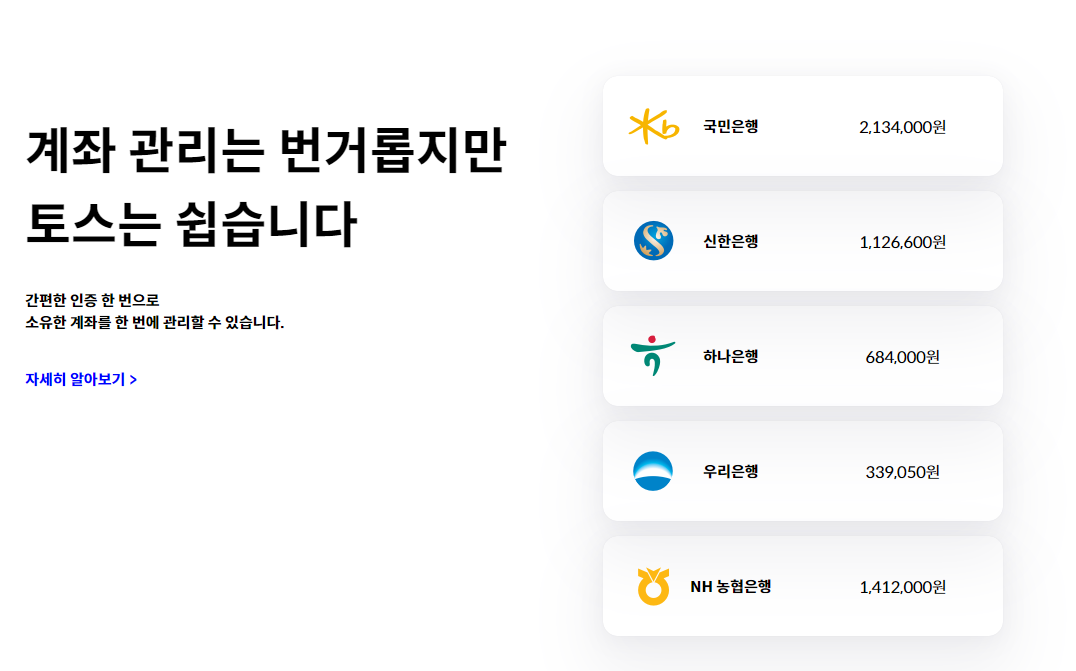 계좌 관리는 번거롭지만
토스는 쉽습니다
간편한 인증 한 번으로
소유한 계좌를 한 번에 관리할 수 있습니다.
자세히 알아보기 >
국민은행 2,134,000원
신한은행 1,126,600원
하나은행 684,000원
우리은행 339,050원
NH 농협은행 1,412,000원